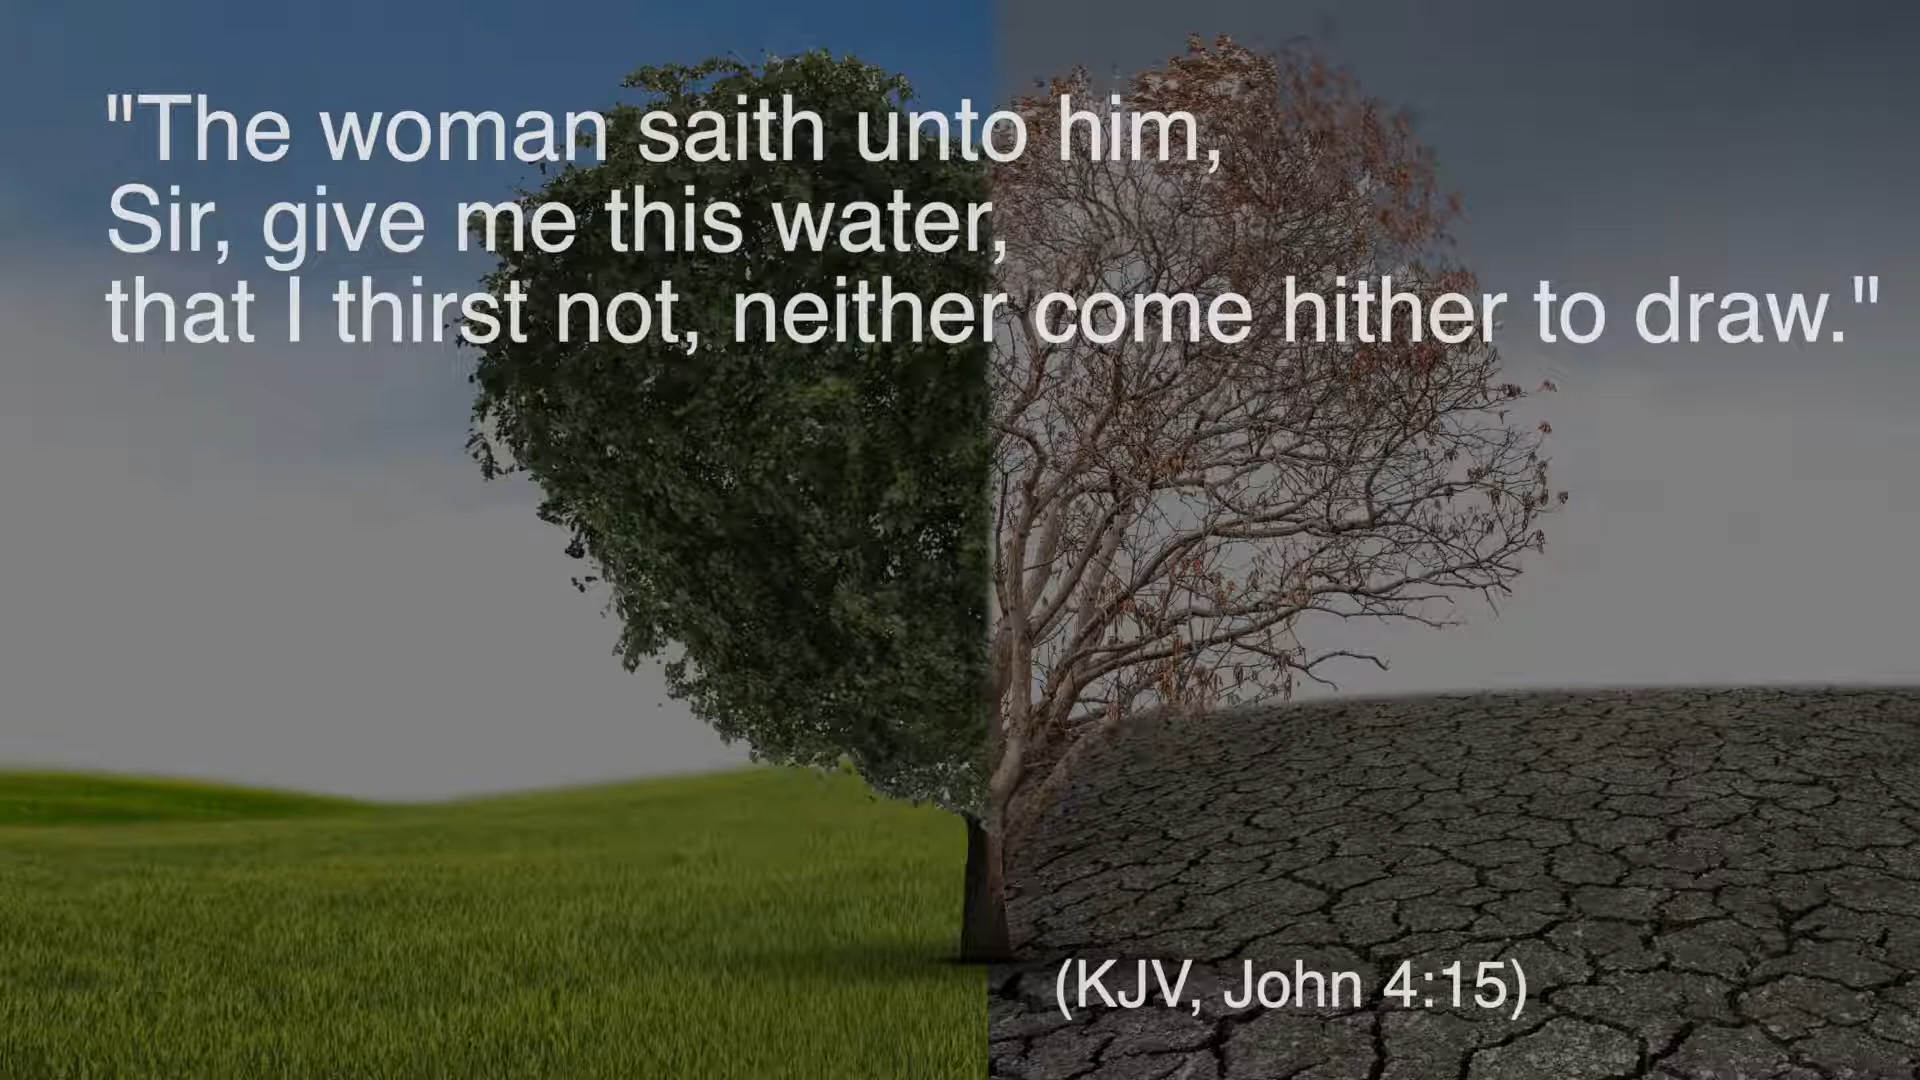 "The woman saith unto him,
Sir, give me this water,
that I thirst not, neither come hither to draw."
(KJV, John 4:15)